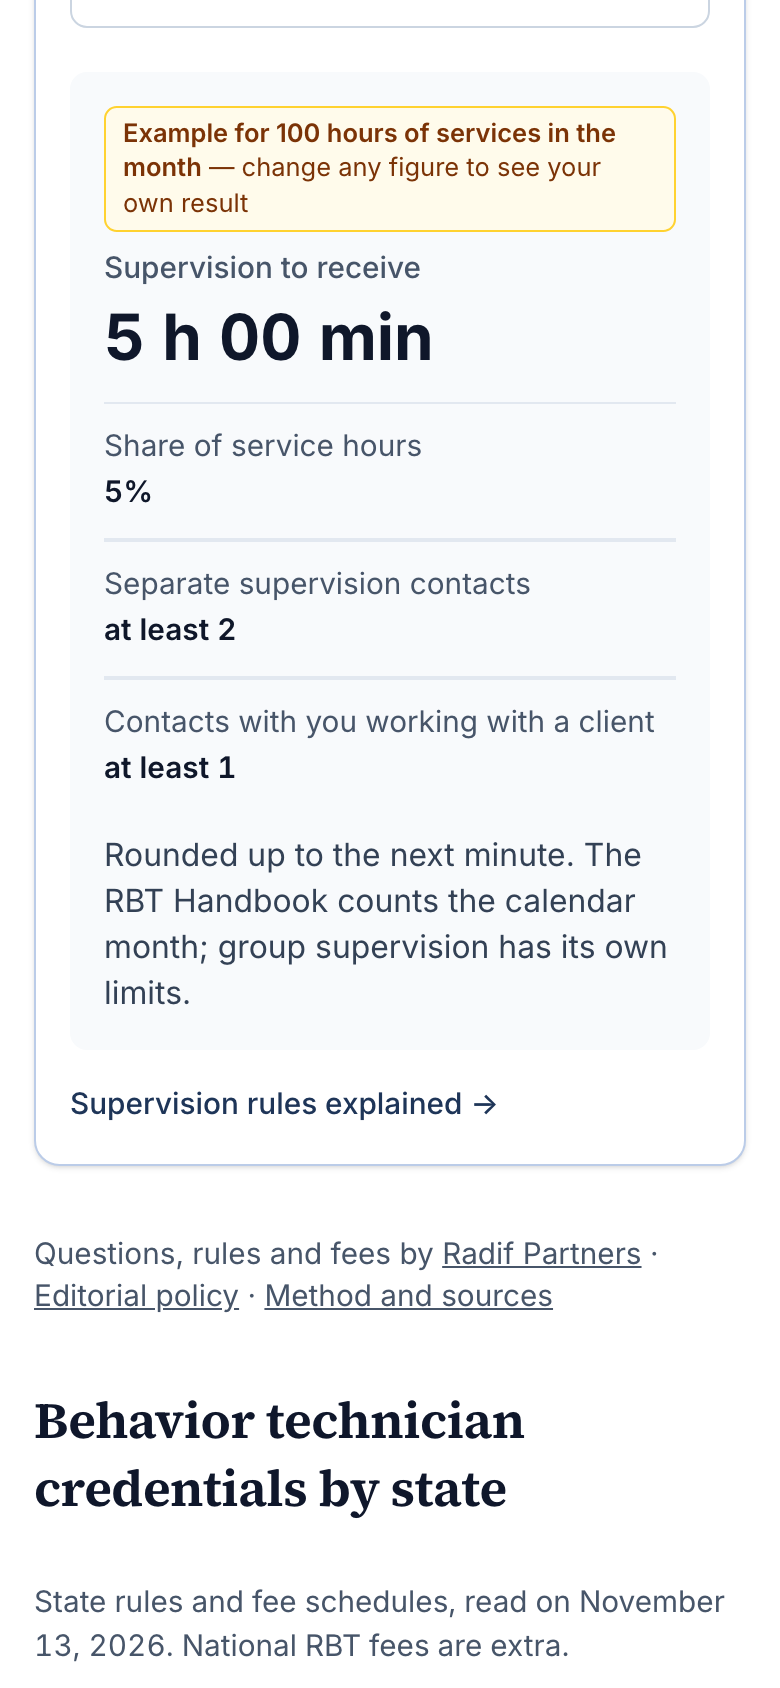 Example for 100 hours of services in the
month — change any figure to see your
own result
Supervision to receive
5 h 00 min
Share of service hours
5%
Separate supervision contacts
at least 2
Contacts with you working with a client
at least 1
Rounded up to the next minute. The
RBT Handbook counts the calendar
month; group supervision has its own
limits.
Supervision rules explained →
Questions, rules and fees by Radif Partners ·
Editorial policy · Method and sources
Behavior technician
credentials by state
State rules and fee schedules, read on November
13, 2026. National RBT fees are extra.